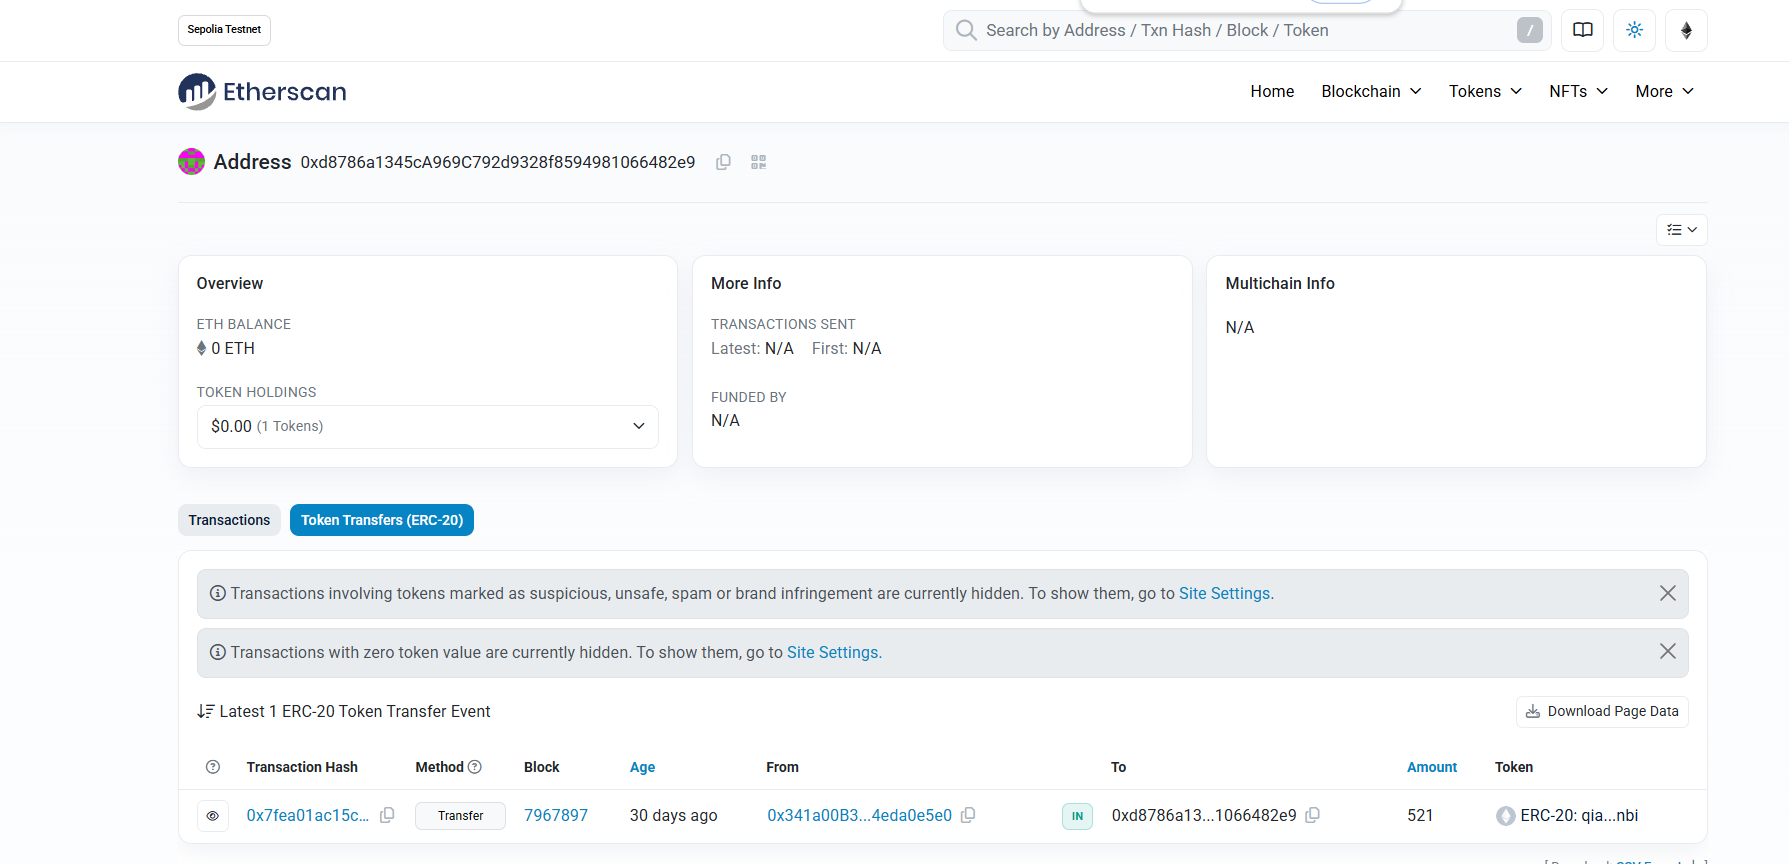 Sepolia Testnet
Search by Address / Txn Hash / Block / Token /
Etherscan Home Blockchain Tokens NFTs More
Address 0xd8786a1345cA969C792d9328f8594981066482e9
Overview
ETH BALANCE
0 ETH
TOKEN HOLDINGS
$0.00 (1 Tokens)
More Info
TRANSACTIONS SENT
Latest: N/A First: N/A
FUNDED BY
N/A
Multichain Info
N/A
Transactions Token Transfers (ERC-20)
Transactions involving tokens marked as suspicious, unsafe, spam or brand infringement are currently hidden. To show them, go to Site Settings.
Transactions with zero token value are currently hidden. To show them, go to Site Settings.
Latest 1 ERC-20 Token Transfer Event Download Page Data
Transaction Hash Method Block Age From To Amount Token
0x7fea01ac15c... Transfer 7967897 30 days ago 0x341a00B3...4eda0e5e0 IN 0xd8786a13...1066482e9 521 ERC-20: qia...nbi